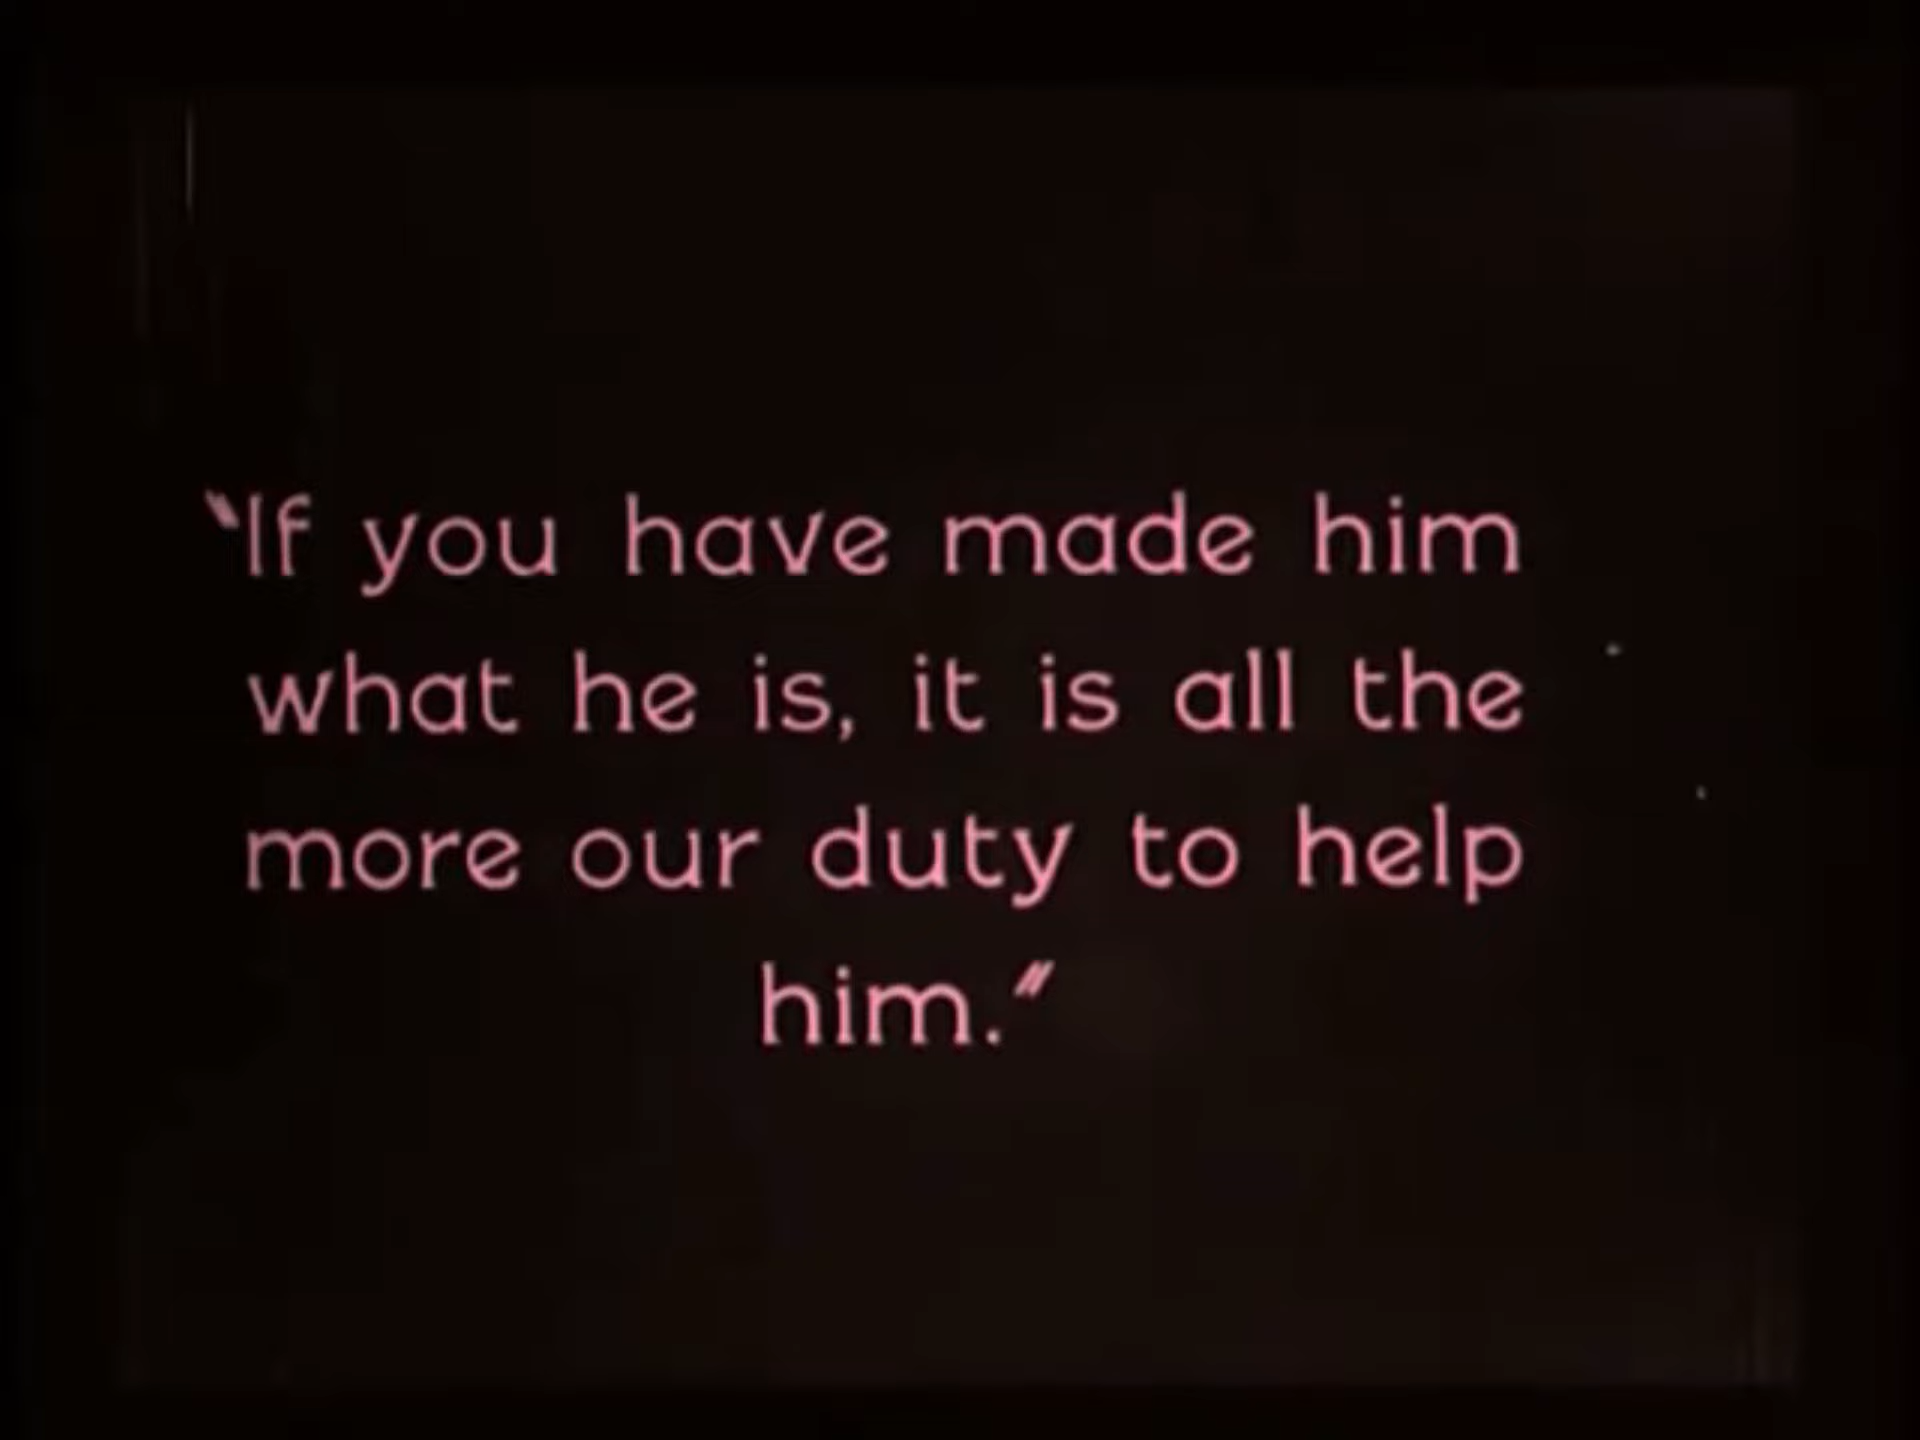 "If you have made him
what he is, it is all the
more our duty to help
him."